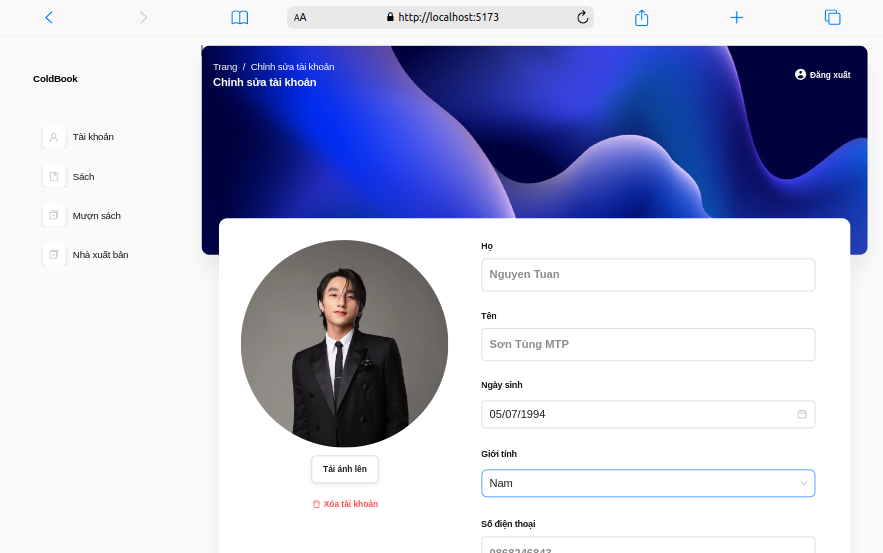 AA
http://localhost:5173
ColdBook
Trang / Chỉnh sửa tài khoản
Chỉnh sửa tài khoản
Đăng xuất
Tài khoản
Sách
Mượn sách
Nhà xuất bản
Tải ảnh lên
Xóa tài khoản
Họ
Nguyen Tuan
Tên
Sơn Tùng MTP
Ngày sinh
05/07/1994
Giới tính
Nam
Số điện thoại
0868246843